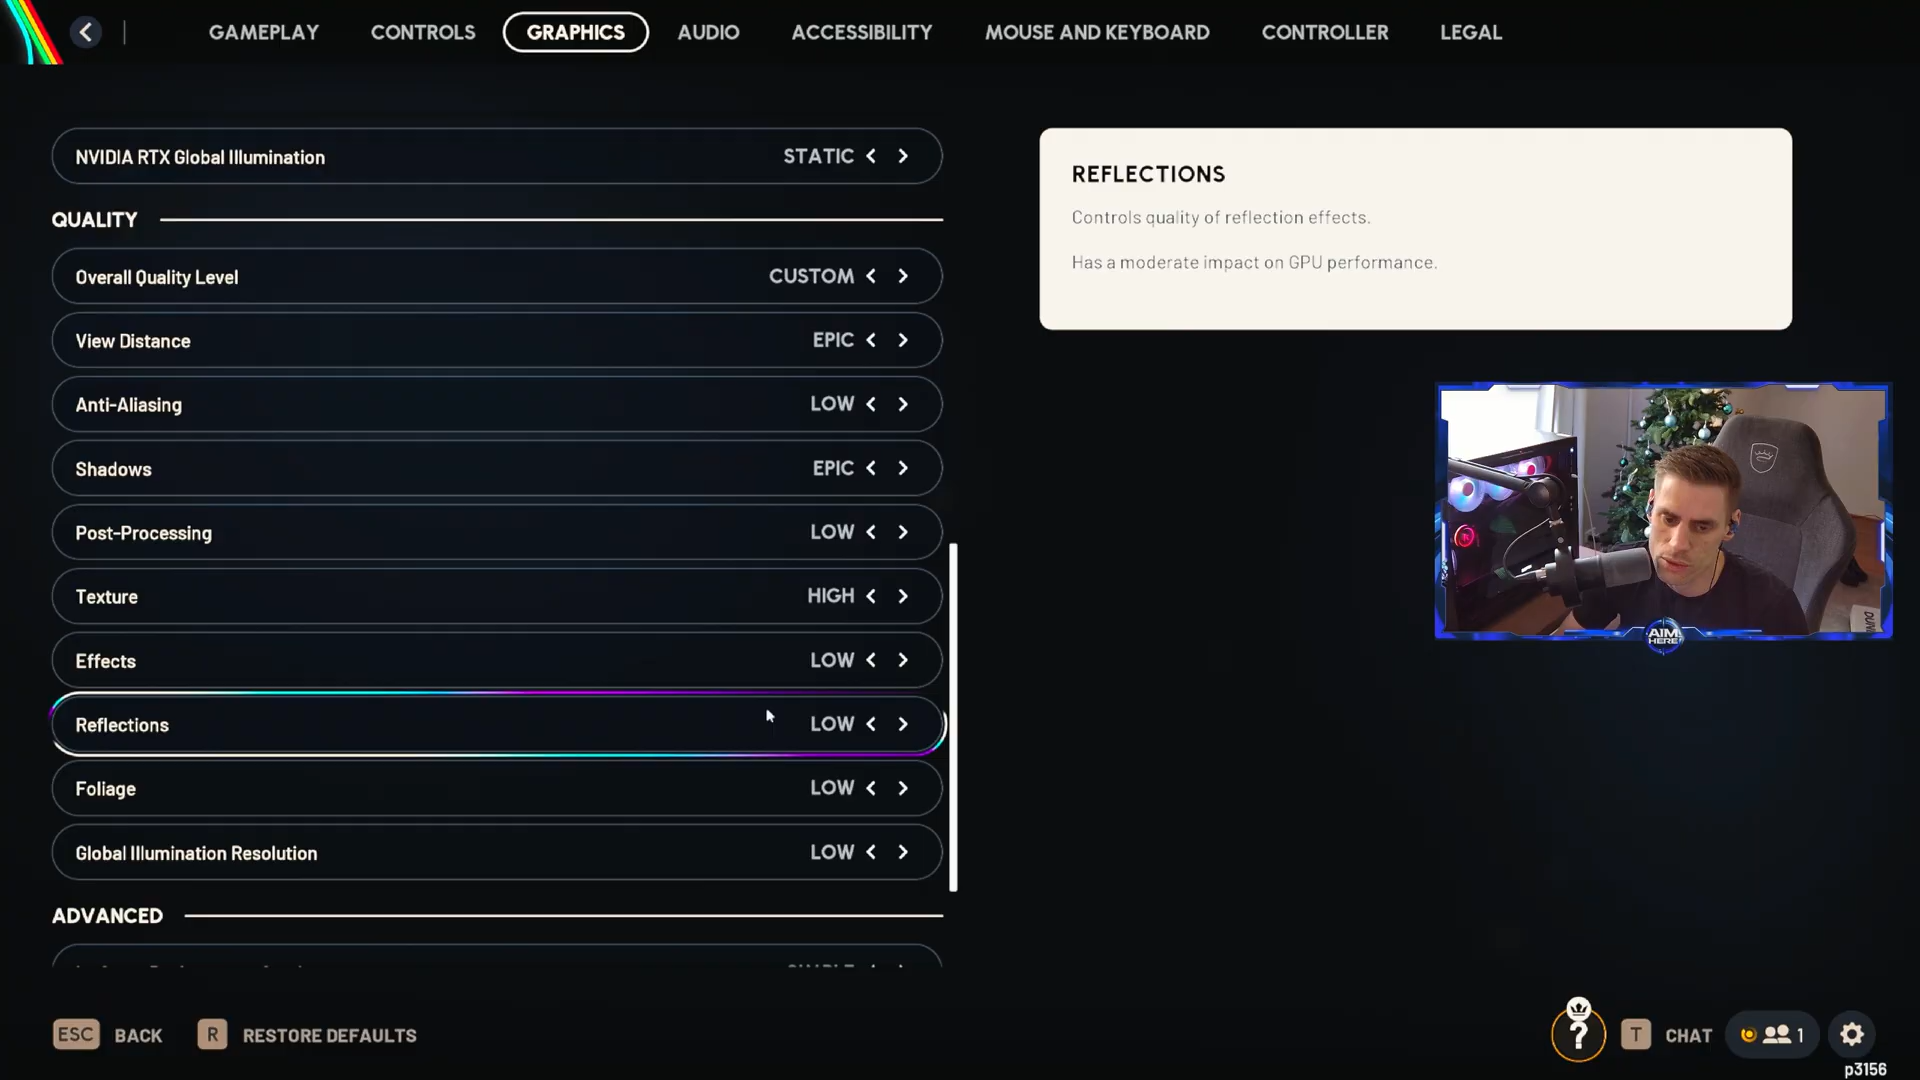 GAMEPLAY CONTROLS GRAPHICS AUDIO ACCESSIBILITY MOUSE AND KEYBOARD CONTROLLER LEGAL
NVIDIA RTX Global Illumination STATIC
QUALITY
Overall Quality Level CUSTOM
View Distance EPIC
Anti-Aliasing LOW
Shadows EPIC
Post-Processing LOW
Texture HIGH
Effects LOW
Reflections LOW
Foliage LOW
Global Illumination Resolution LOW
ADVANCED
REFLECTIONS
Controls quality of reflection effects.
Has a moderate impact on GPU performance.
AIM
HERE
ESC BACK R RESTORE DEFAULTS
? T CHAT 1
p3156